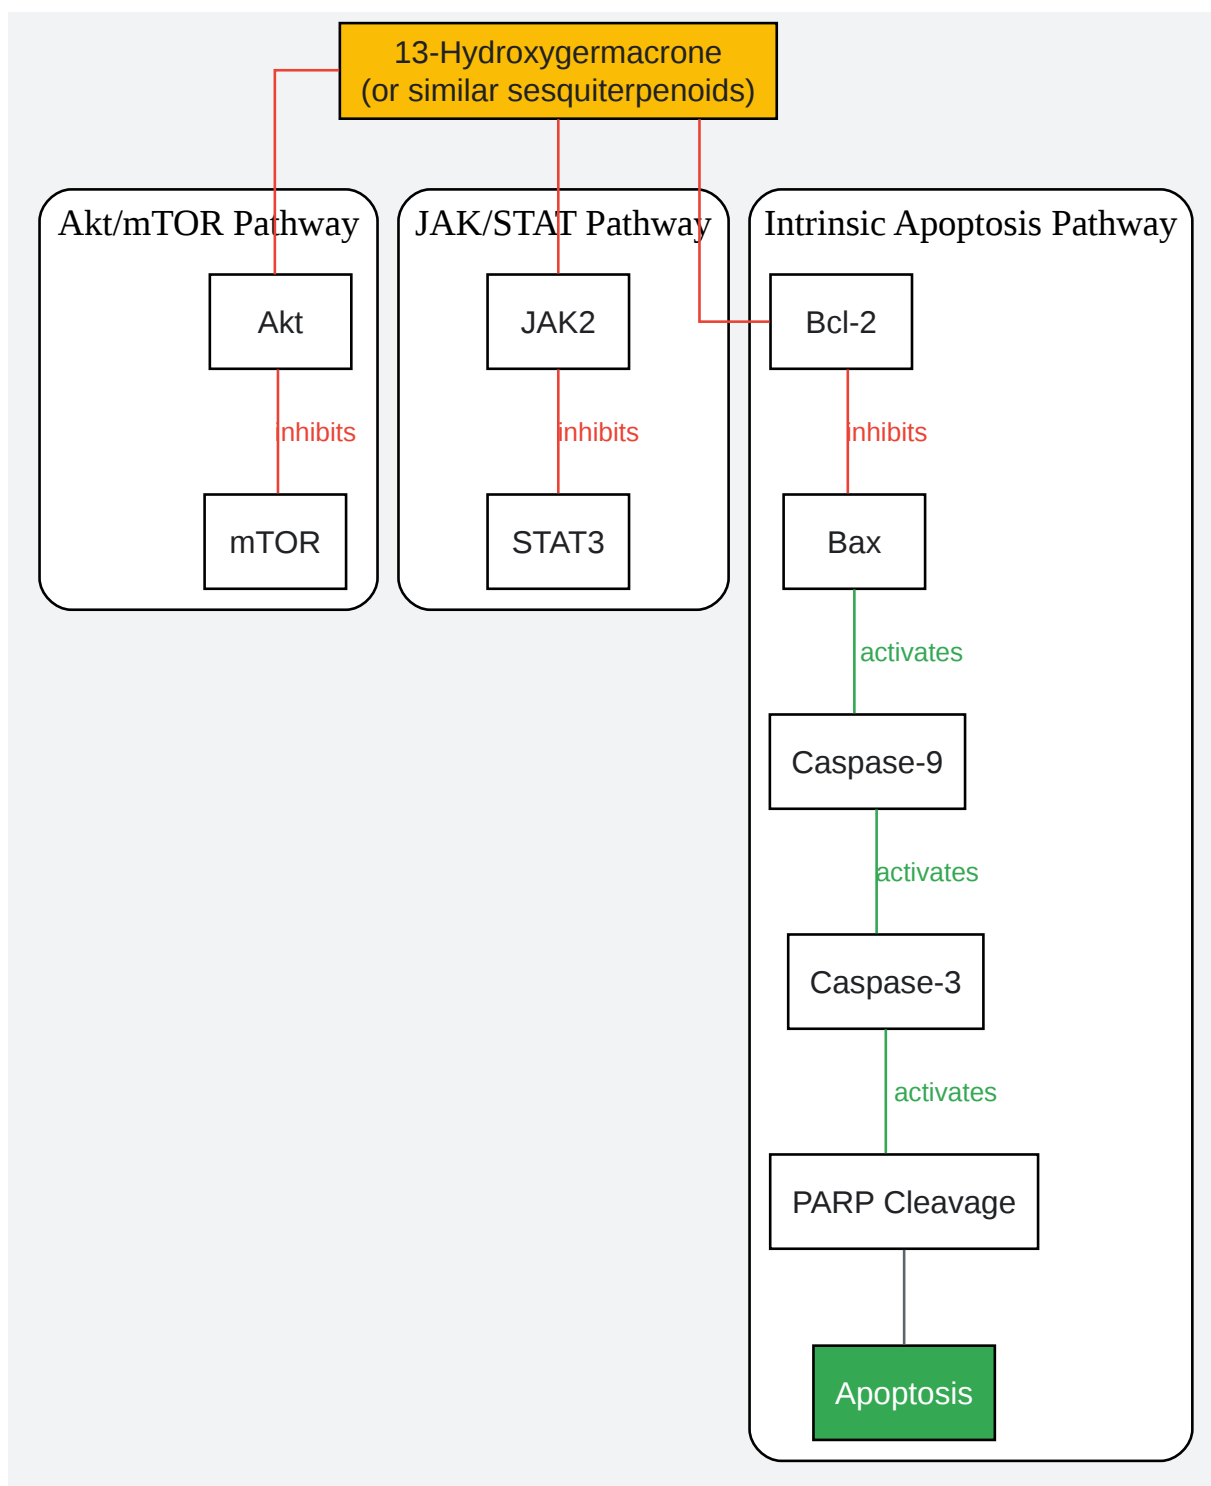 13-Hydroxygermacrone
(or similar sesquiterpenoids)
Akt/mTOR Pathway
JAK/STAT Pathway
Intrinsic Apoptosis Pathway
Akt
JAK2
Bcl-2
inhibits
inhibits
inhibits
mTOR
STAT3
Bax
activates
Caspase-9
activates
Caspase-3
activates
PARP Cleavage
Apoptosis